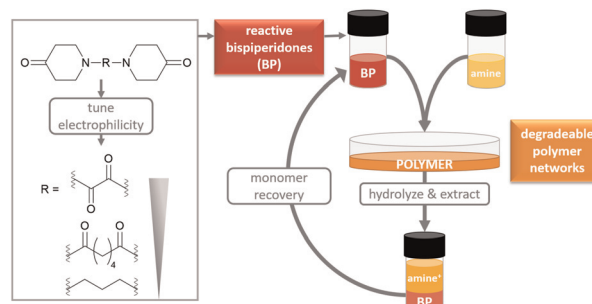 O
N-R-N
O
tune
electrophilicity
R =
O
O
O
O
4
reactive
bispiperidones
(BP)
BP
amine
POLYMER
degradeable
polymer
networks
monomer
recovery
hydrolyze & extract
amine⁺
BP